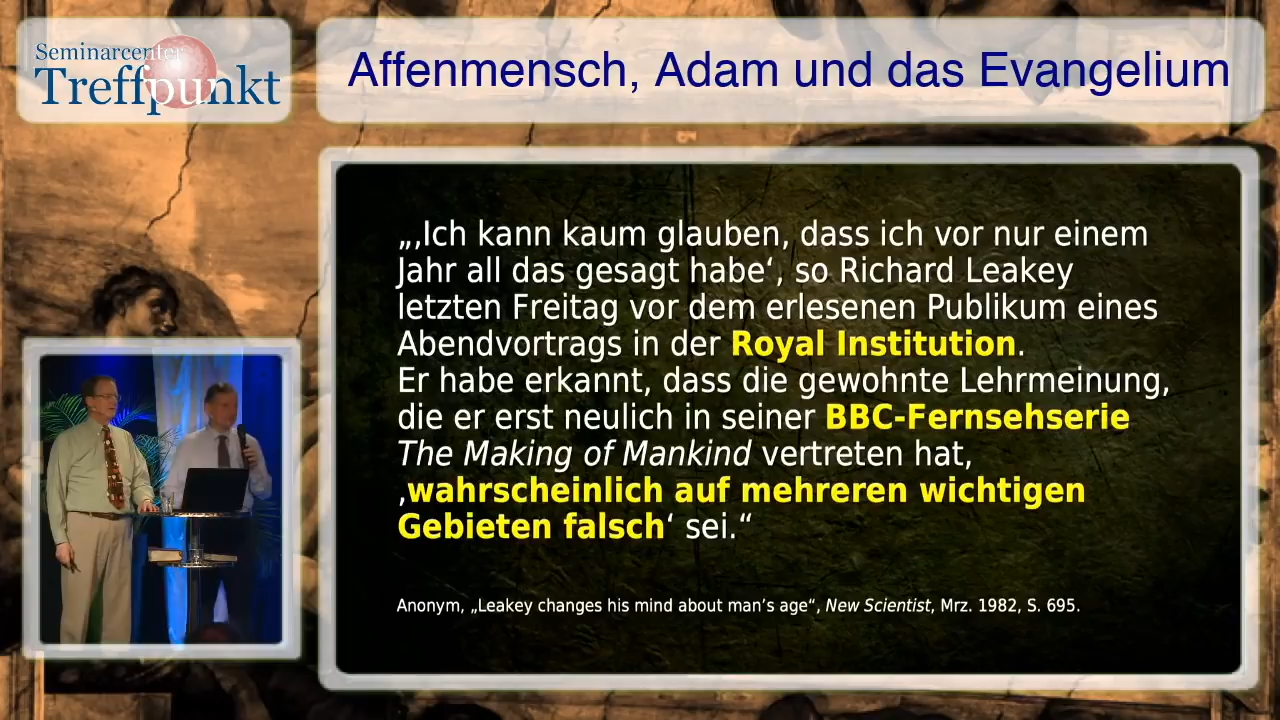 Seminarcenter
Treffpunkt
Affenmensch, Adam und das Evangelium
„‚Ich kann kaum glauben, dass ich vor nur einem
Jahr all das gesagt habe‘, so Richard Leakey
letzten Freitag vor dem erlesenen Publikum eines
Abendvortrags in der Royal Institution.
Er habe erkannt, dass die gewohnte Lehrmeinung,
die er erst neulich in seiner BBC-Fernsehserie
The Making of Mankind vertreten hat,
‚wahrscheinlich auf mehreren wichtigen
Gebieten falsch‘ sei.“
Anonym, „Leakey changes his mind about man’s age“, New Scientist, Mrz. 1982, S. 695.